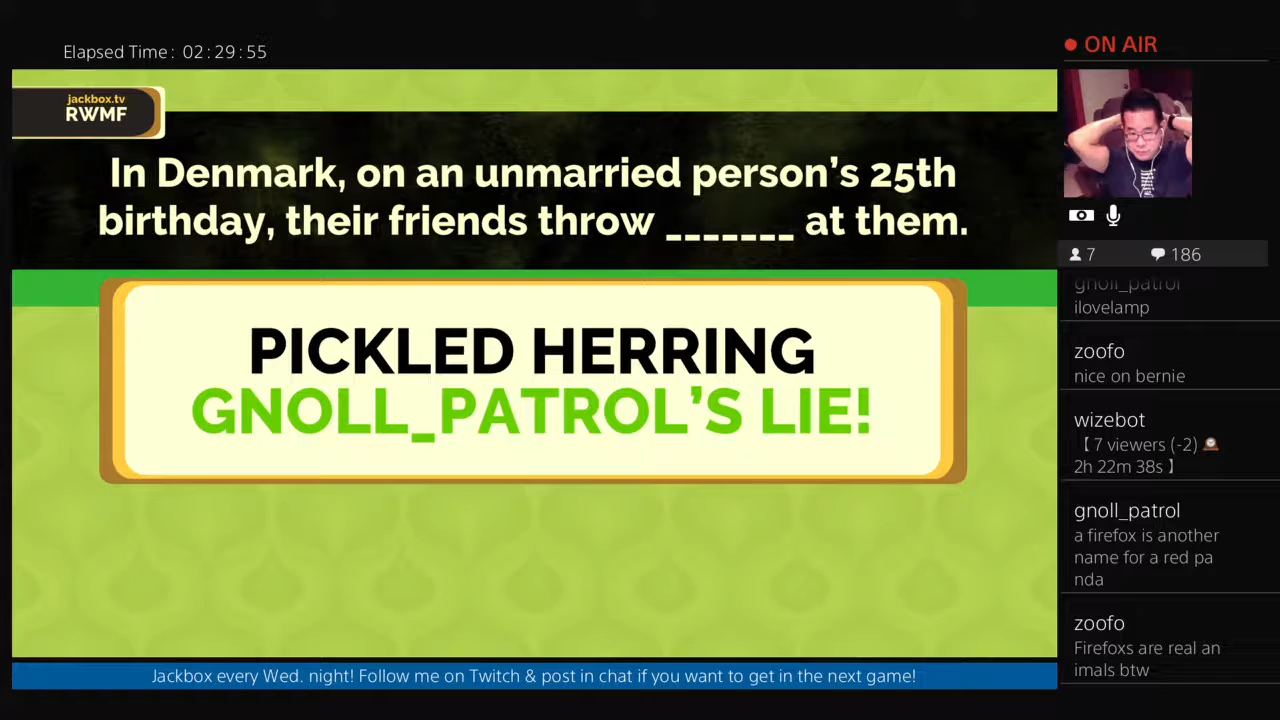 Elapsed Time: 02:29:55
ON AIR
jackbox.tv
RWMF
In Denmark, on an unmarried person’s 25th
birthday, their friends throw _______ at them.
PICKLED HERRING
GNOLL_PATROL’S LIE!
7 186
gnoll_patrol
ilovelamp
zoofo
nice on bernie
wizebot
【7 viewers (-2) 🕰
2h 22m 38s】
gnoll_patrol
a firefox is another
name for a red pa
nda
zoofo
Firefoxs are real an
imals btw
Jackbox every Wed. night! Follow me on Twitch & post in chat if you want to get in the next game!